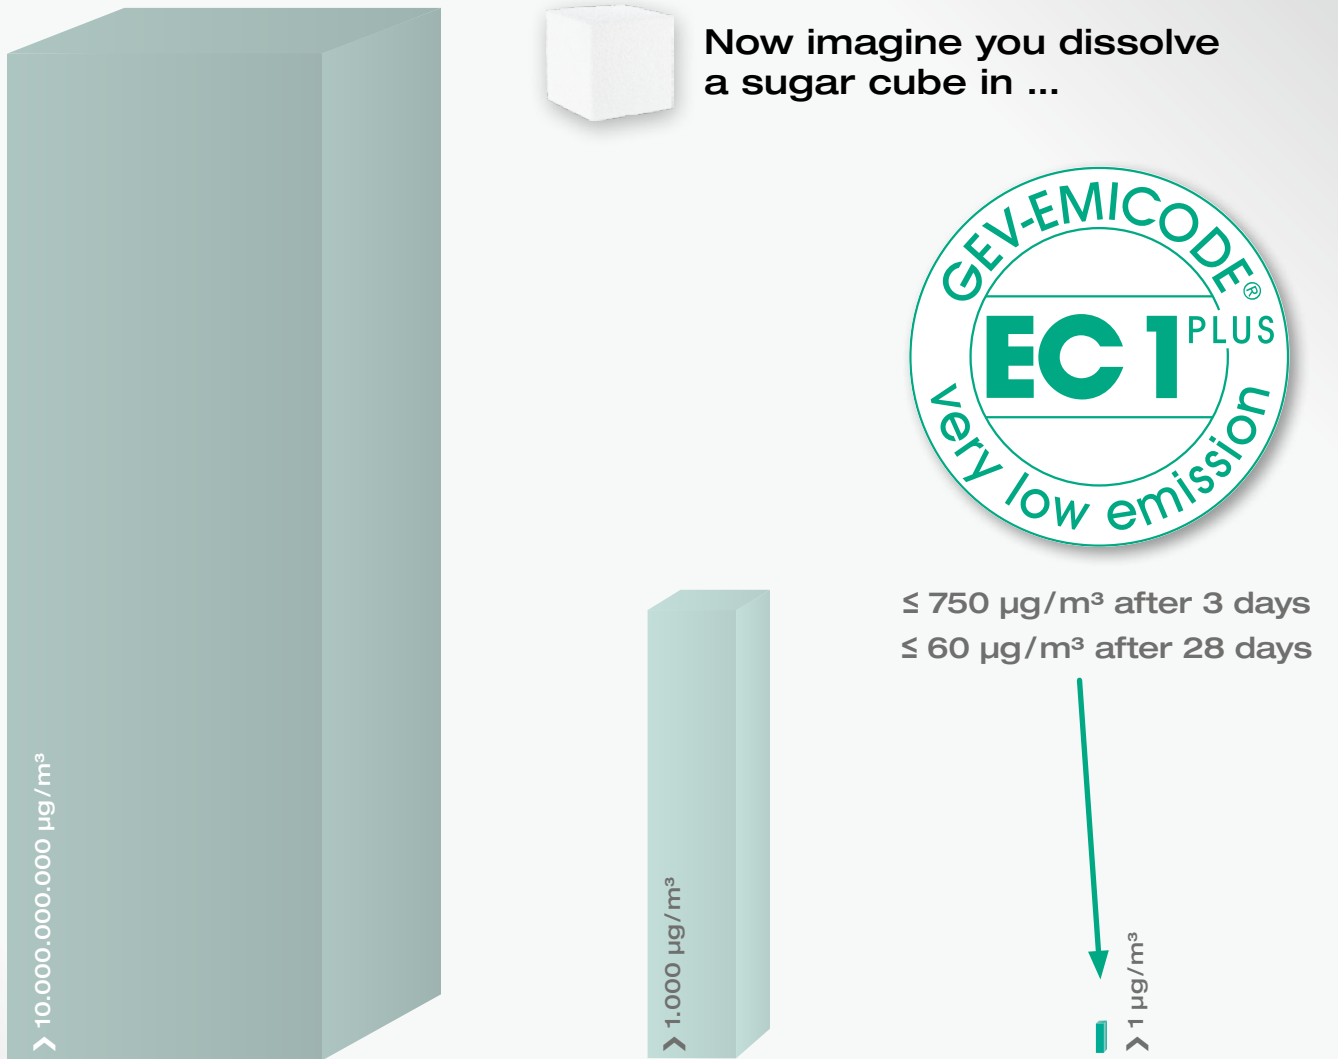 Now imagine you dissolve
a sugar cube in ...
GEV-EMICODE®
EC 1 PLUS
very low emission
≤ 750 µg/m³ after 3 days
≤ 60 µg/m³ after 28 days
❯ 10.000.000.000 µg/m³
❯ 1.000 µg/m³
❯ 1 µg/m³